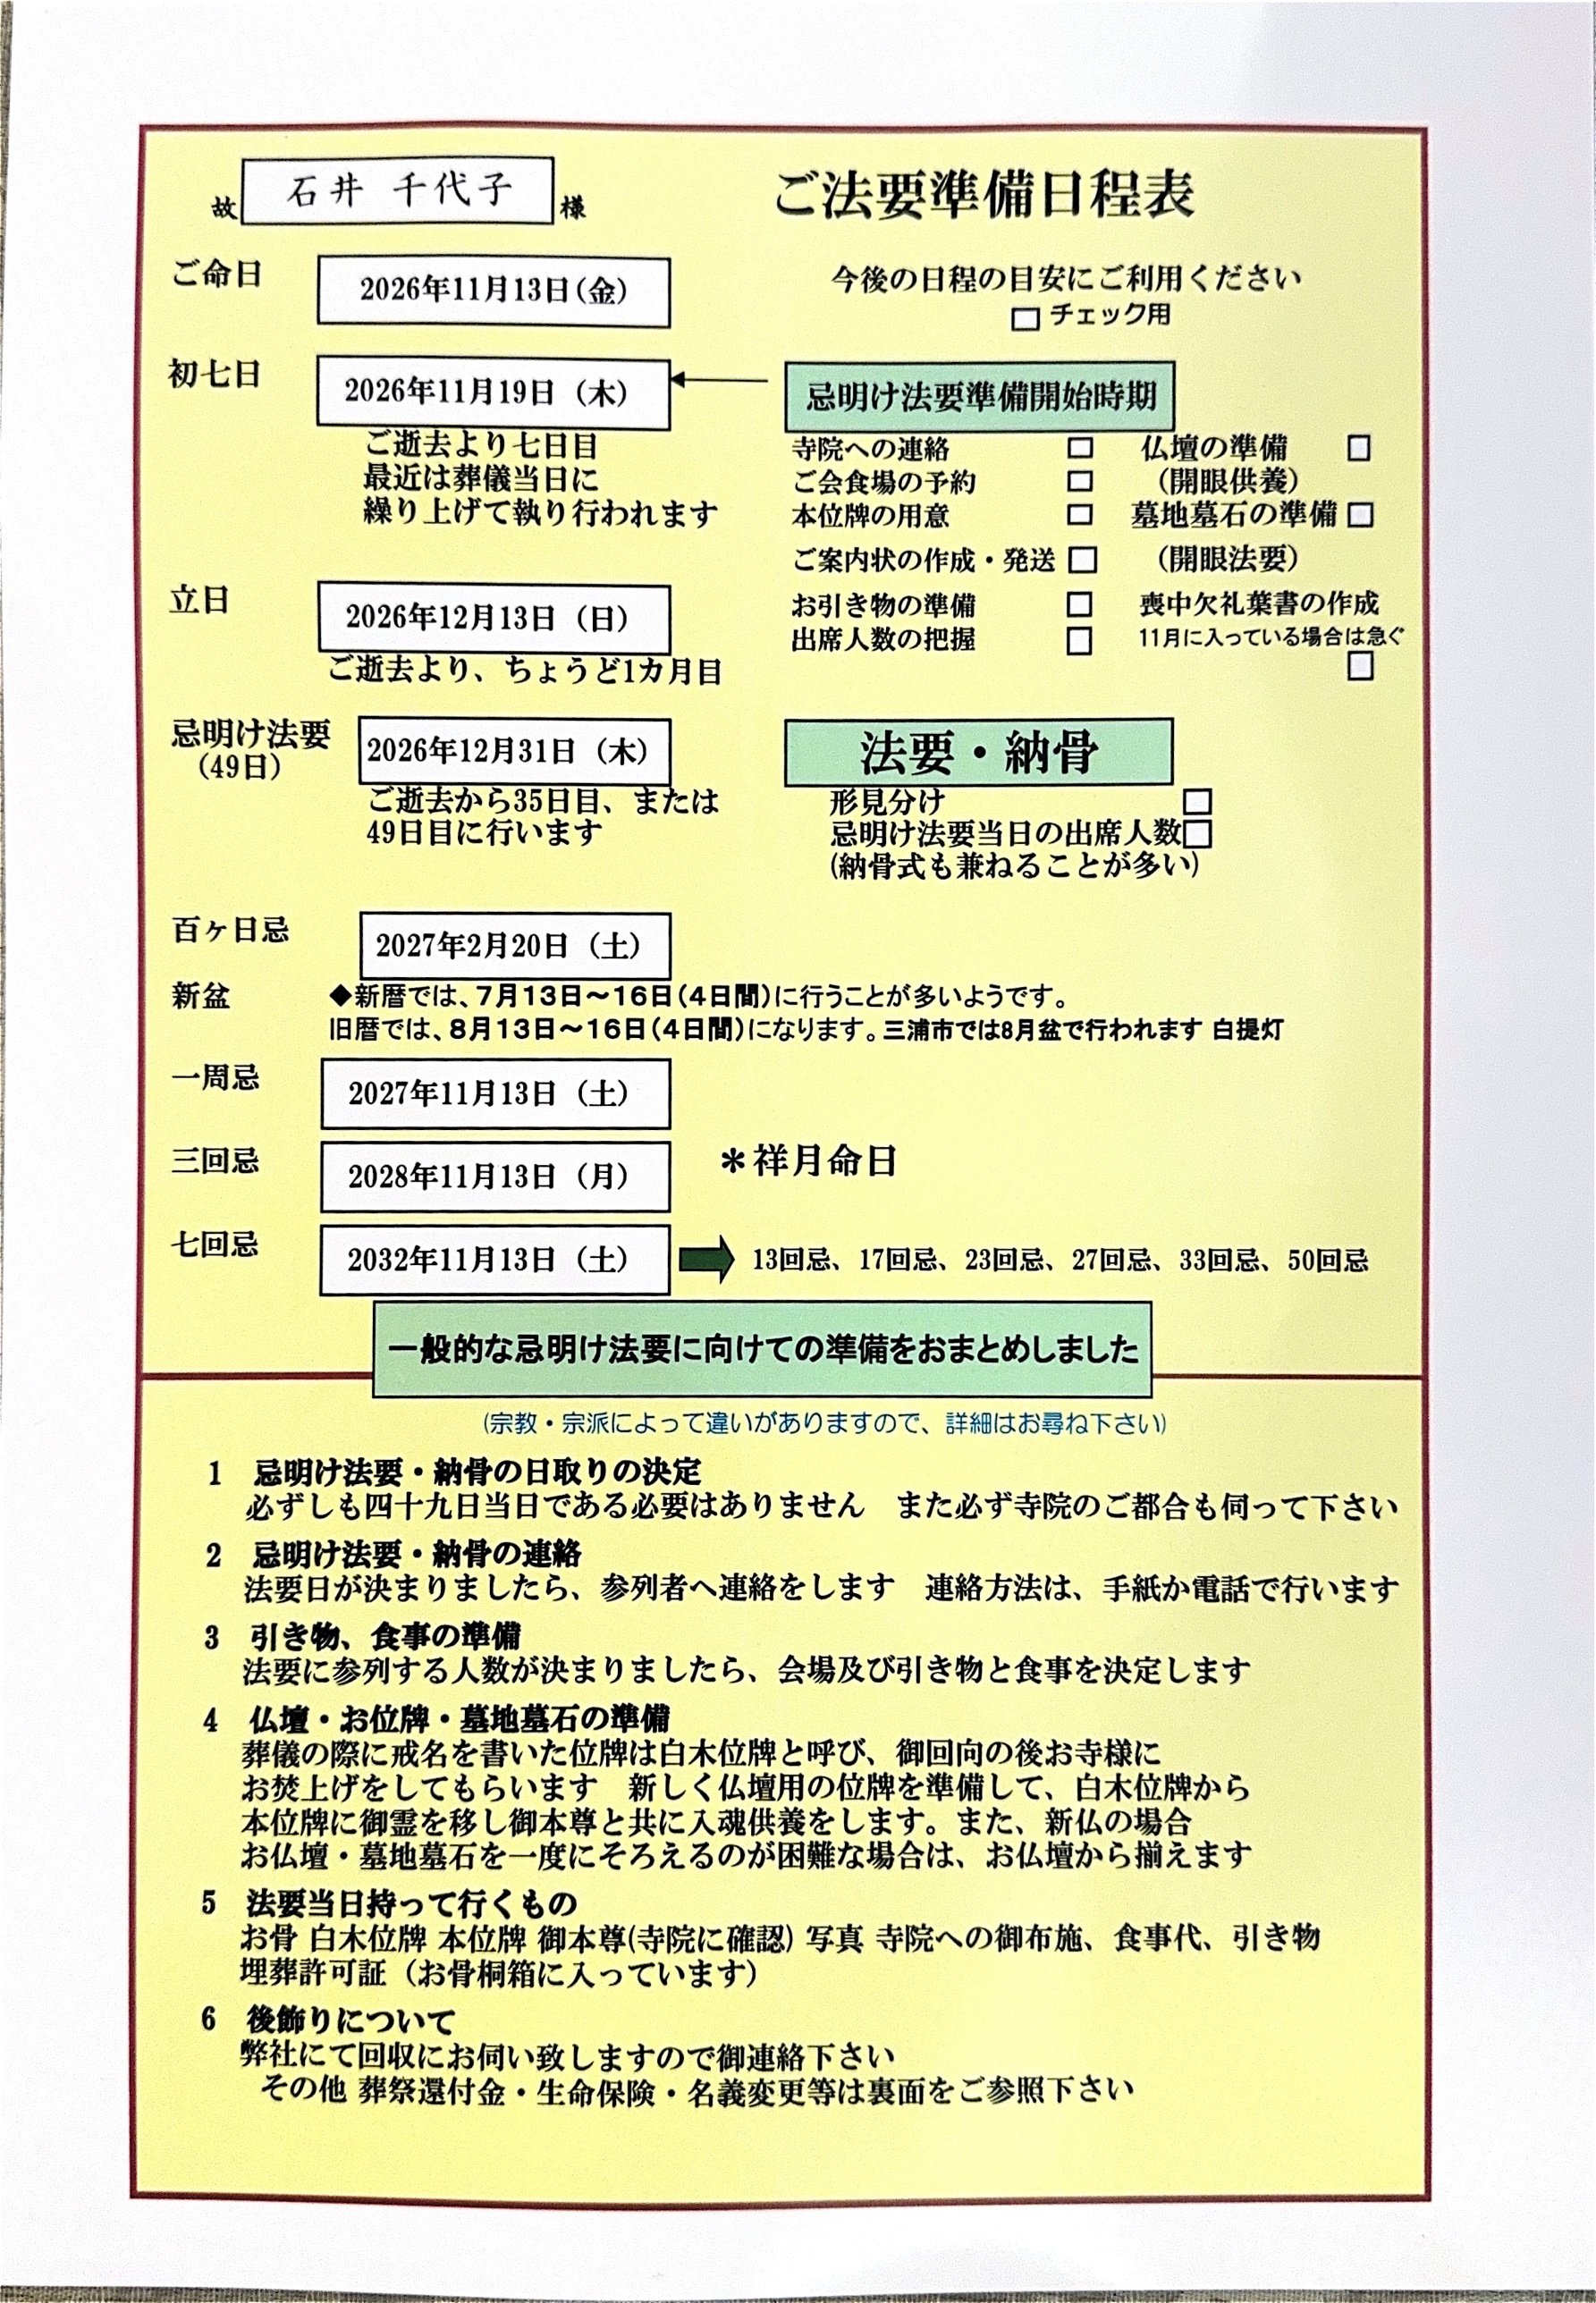 故 石井 千代子 様
ご法要準備日程表
ご命日 2026年11月13日(金)
今後の日程の目安にご利用ください
チェック用
初七日 2026年11月19日（木）
ご逝去より七日目
最近は葬儀当日に
繰り上げて執り行われます
忌明け法要準備開始時期
寺院への連絡 □ 仏壇の準備 □
ご会食場の予約 □ （開眼供養）
本位牌の用意 □ 墓地墓石の準備 □
ご案内状の作成・発送 □ （開眼法要）
お引き物の準備 □ 喪中欠礼葉書の作成
出席人数の把握 □ 11月に入っている場合は急ぐ
□
立日 2026年12月13日（日）
ご逝去より、ちょうど1カ月目
忌明け法要 2026年12月31日（木）
（49日）
ご逝去から35日目、または
49日目に行います
法要・納骨
形見分け □
忌明け法要当日の出席人数 □
(納骨式も兼ねることが多い)
百ヶ日忌 2027年2月20日（土）
新盆 ◆新暦では、7月13日～16日(4日間)に行うことが多いようです。
旧暦では、8月13日～16日(4日間)になります。三浦市では8月盆で行われます 白提灯
一周忌 2027年11月13日（土）
三回忌 2028年11月13日（月） ＊祥月命日
七回忌 2032年11月13日（土） 13回忌、17回忌、23回忌、27回忌、33回忌、50回忌
一般的な忌明け法要に向けての準備をおまとめしました
(宗教・宗派によって違いがありますので、詳細はお尋ね下さい)
1 忌明け法要・納骨の日取りの決定
必ずしも四十九日当日である必要はありません　また必ず寺院のご都合も伺って下さい
2 忌明け法要・納骨の連絡
法要日が決まりましたら、参列者へ連絡をします　連絡方法は、手紙か電話で行います
3 引き物、食事の準備
法要に参列する人数が決まりましたら、会場及び引き物と食事を決定します
4 仏壇・お位牌・墓地墓石の準備
葬儀の際に戒名を書いた位牌は白木位牌と呼び、御回向の後お寺様に
お焚上げをしてもらいます　新しく仏壇用の位牌を準備して、白木位牌から
本位牌に御霊を移し御本尊と共に入魂供養をします。また、新仏の場合
お仏壇・墓地墓石を一度にそろえるのが困難な場合は、お仏壇から揃えます
5 法要当日持って行くもの
お骨 白木位牌 本位牌 御本尊(寺院に確認) 写真 寺院への御布施、食事代、引き物
埋葬許可証（お骨桐箱に入っています）
6 後飾りについて
弊社にて回収にお伺い致しますので御連絡下さい
その他 葬祭還付金・生命保険・名義変更等は裏面をご参照下さい